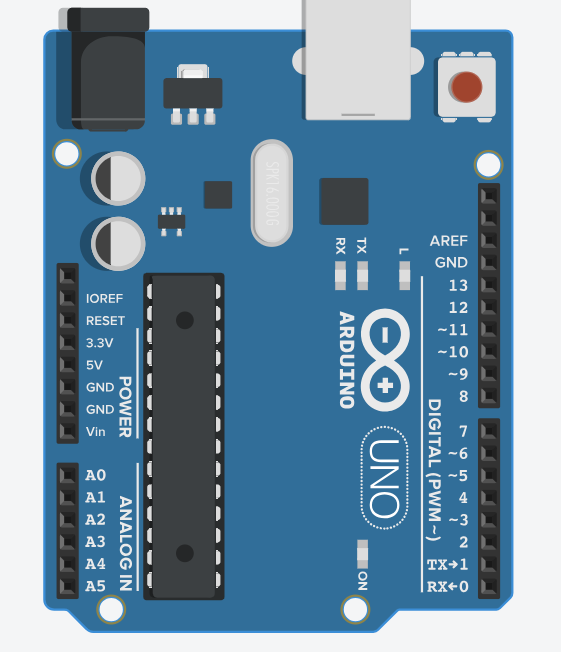 SPK16.000G
RX
TX
L
AREF
GND
13
12
~11
~10
~9
8
IOREF
RESET
3.3V
5V
GND
GND
Vin
POWER
ARDUINO
UNO
DIGITAL (PWM~)
7
~6
~5
4
~3
2
TX→1
RX←0
A0
A1
A2
A3
A4
A5
ANALOG IN
ON